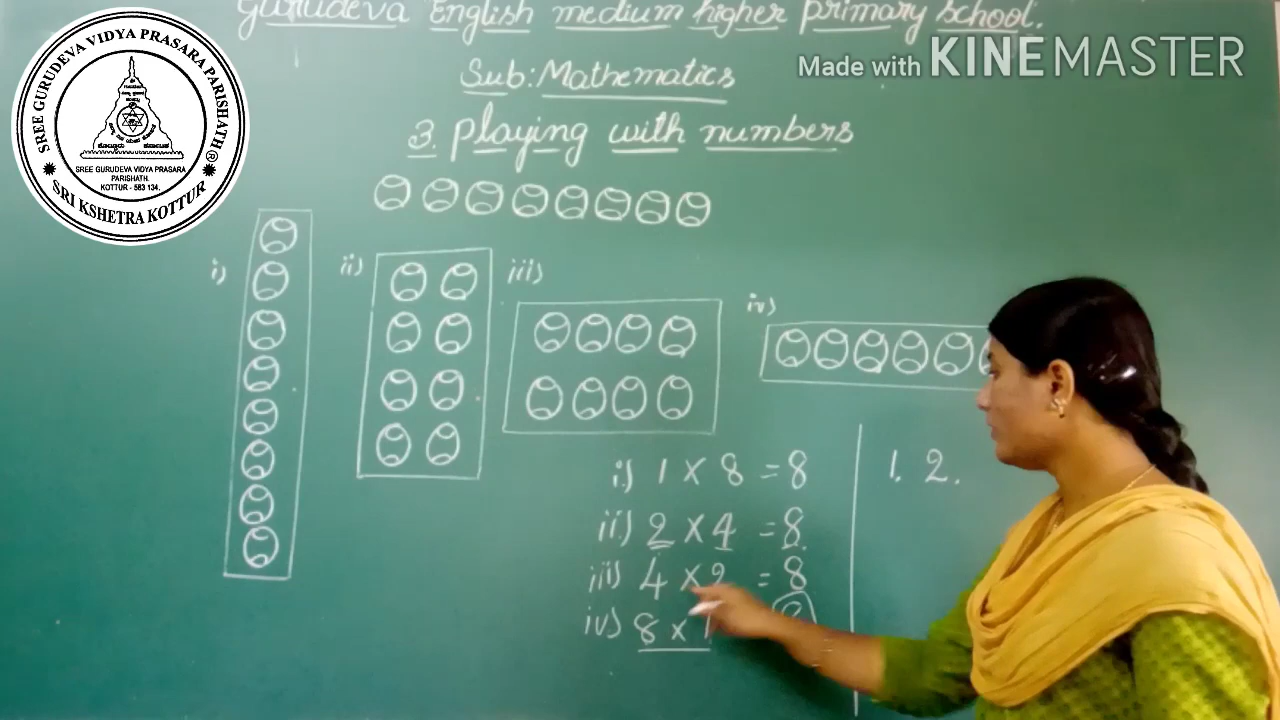 Gurudeva English medium higher primary school.
Made with KINEMASTER
Sub: Mathematics
3. Playing with numbers
SREE GURUDEVA VIDYA PRASARA PARISHATH®
SREE GURUDEVA VIDYA PRASARA
PARISHATH.
KOTTUR - 583 134.
SRI KSHETRA KOTTUR
i)
ii)
iii)
iv)
i) 1 X 8 = 8
ii) 2 X 4 = 8
iii) 4 X 2 = 8
iv) 8 X 1
1. 2.